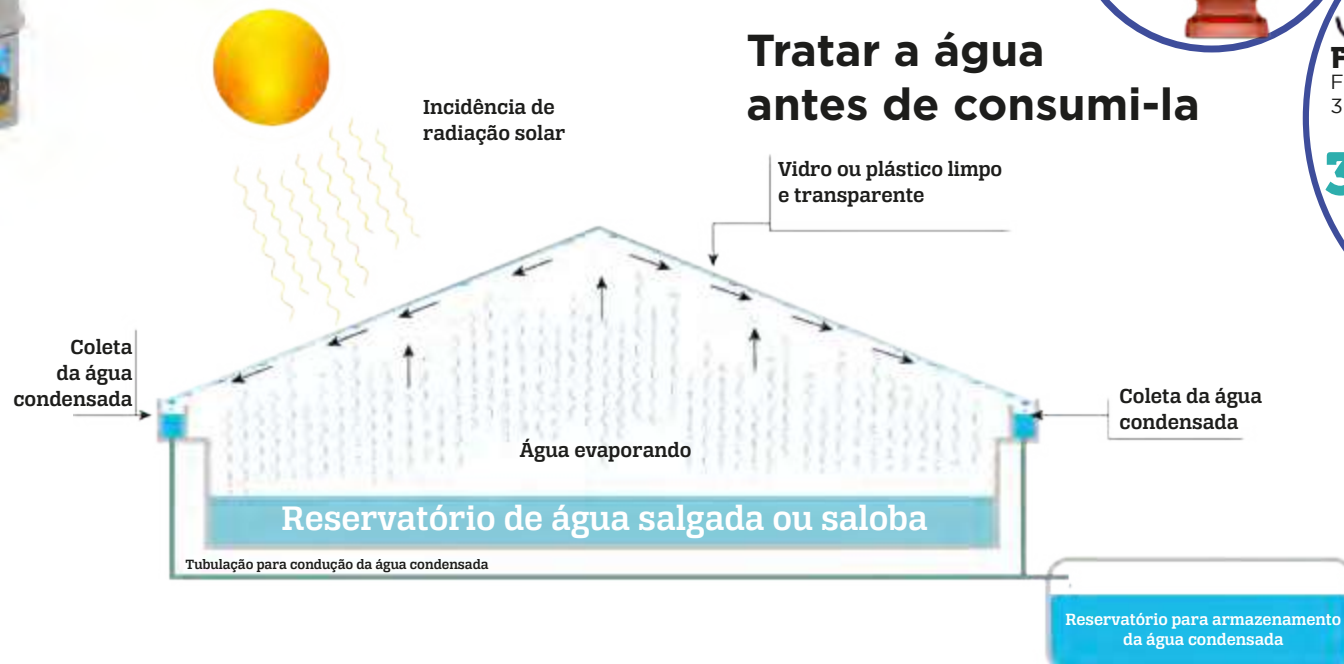 Tratar a água
antes de consumi-la
Incidência de
radiação solar
Vidro ou plástico limpo
e transparente
Coleta
da água
condensada
Coleta da água
condensada
Água evaporando
Reservatório de água salgada ou saloba
Tubulação para condução da água condensada
Reservatório para armazenamento
da água condensada